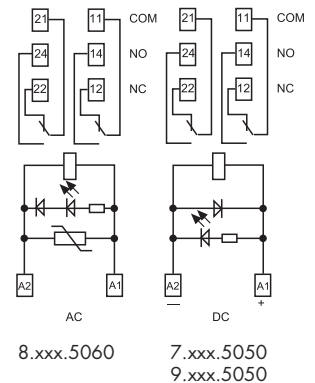 21 11 COM 21 11 COM
24 14 NO 24 14 NO
22 12 NC 22 12 NC
A2 A1 A2 A1
— +
AC DC
8.xxx.5060 7.xxx.5050
9.xxx.5050